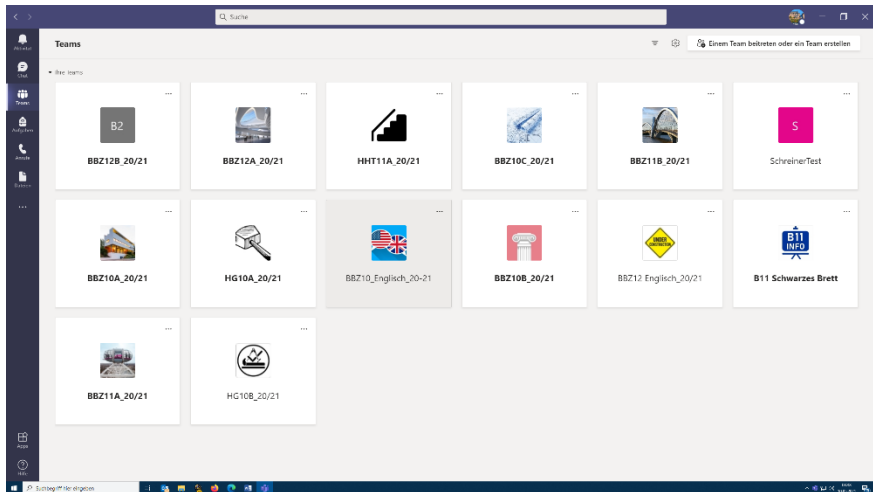 Suche
Teams
Einem Team beitreten oder ein Team erstellen
Ihre Teams
Chat
Teams
Aufgaben
Anrufe
Dateien
B2
BBZ12B_20/21
BBZ12A_20/21
HHT11A_20/21
BBZ10C_20/21
BBZ11B_20/21
S
SchreinerTest
BBZ10A_20/21
HG10A_20/21
BBZ10_Englisch_20-21
BBZ10B_20/21
UNDER
CONSTRUCTION
BBZ12 Englisch_20/21
B11
INFO
B11 Schwarzes Brett
BBZ11A_20/21
HG10B_20/21
Apps
Hilfe
Suchbegriff hier eingeben